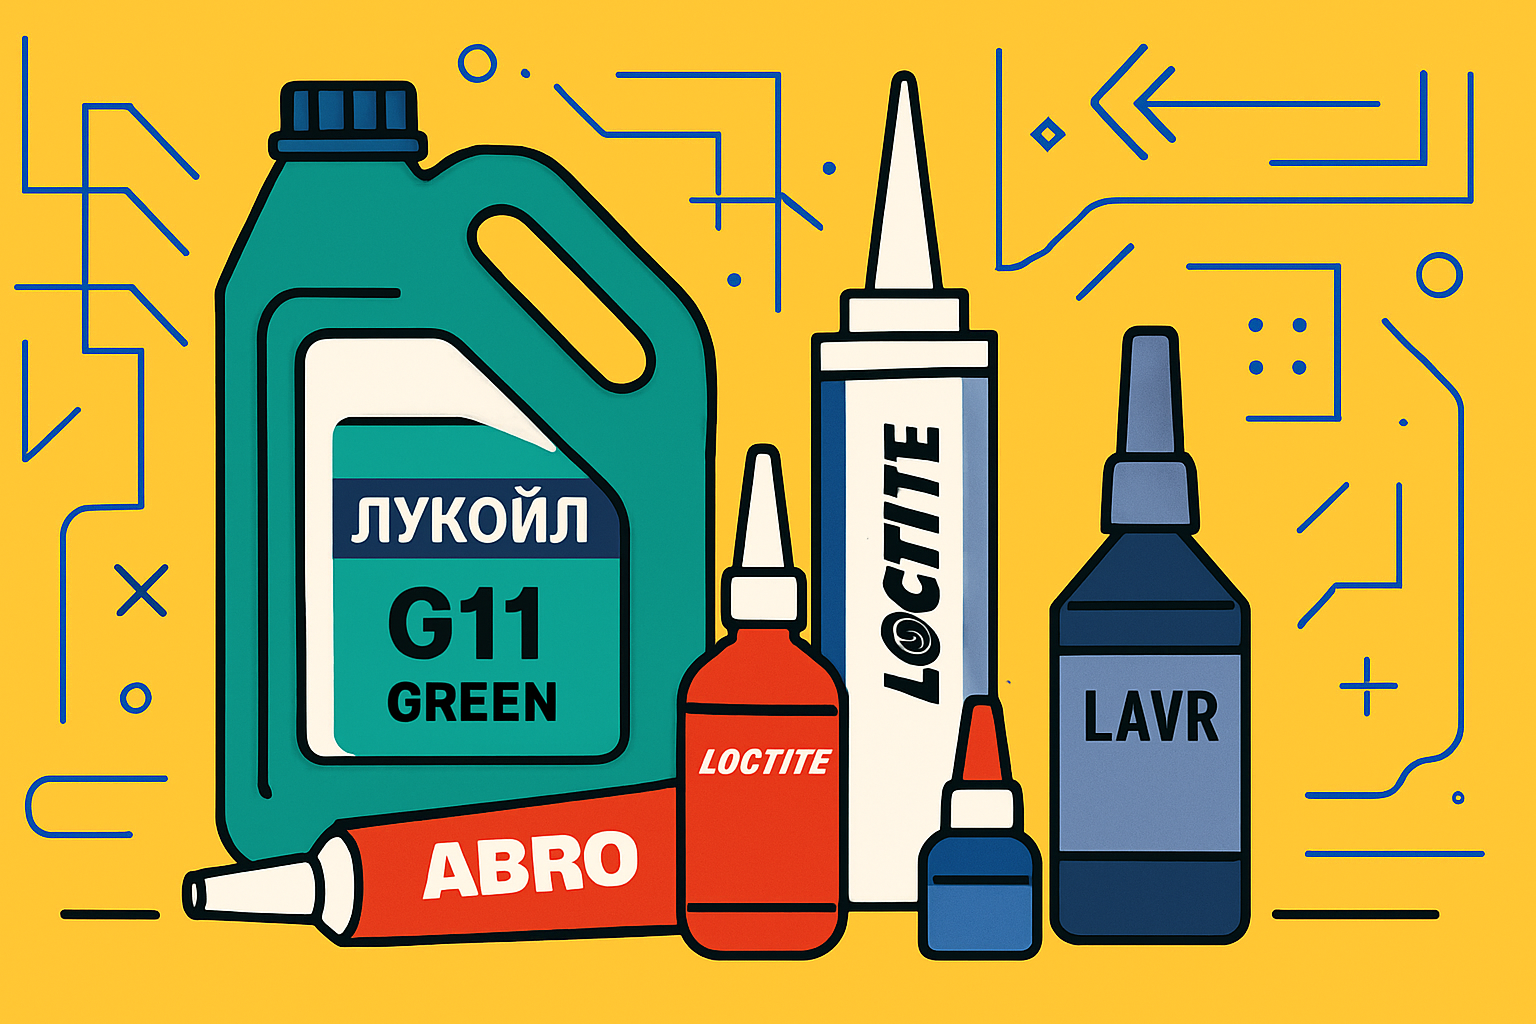 ЛУКОЙЛ
G11
GREEN
ABRO
LOCTITE
LOCTITE
LAVR